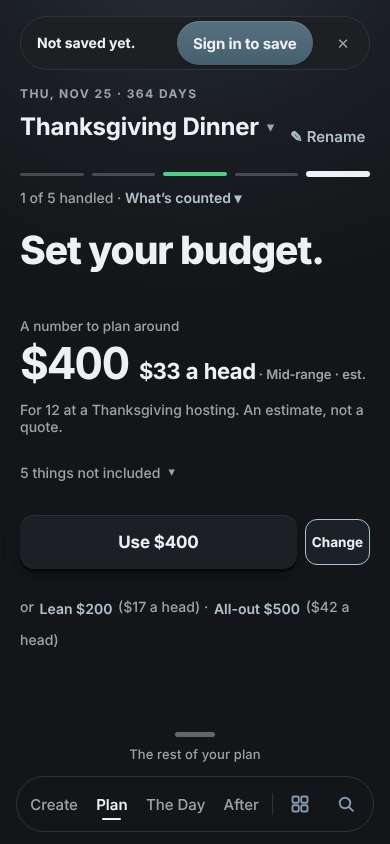 Not saved yet.
Sign in to save
×
THU, NOV 25 · 364 DAYS
Thanksgiving Dinner ▾
✎ Rename
1 of 5 handled · What's counted ▾
Set your budget.
A number to plan around
$400 $33 a head · Mid-range · est.
For 12 at a Thanksgiving hosting. An estimate, not a
quote.
5 things not included ▾
Use $400
Change
or Lean $200 ($17 a head) · All-out $500 ($42 a
head)
The rest of your plan
Create Plan The Day After